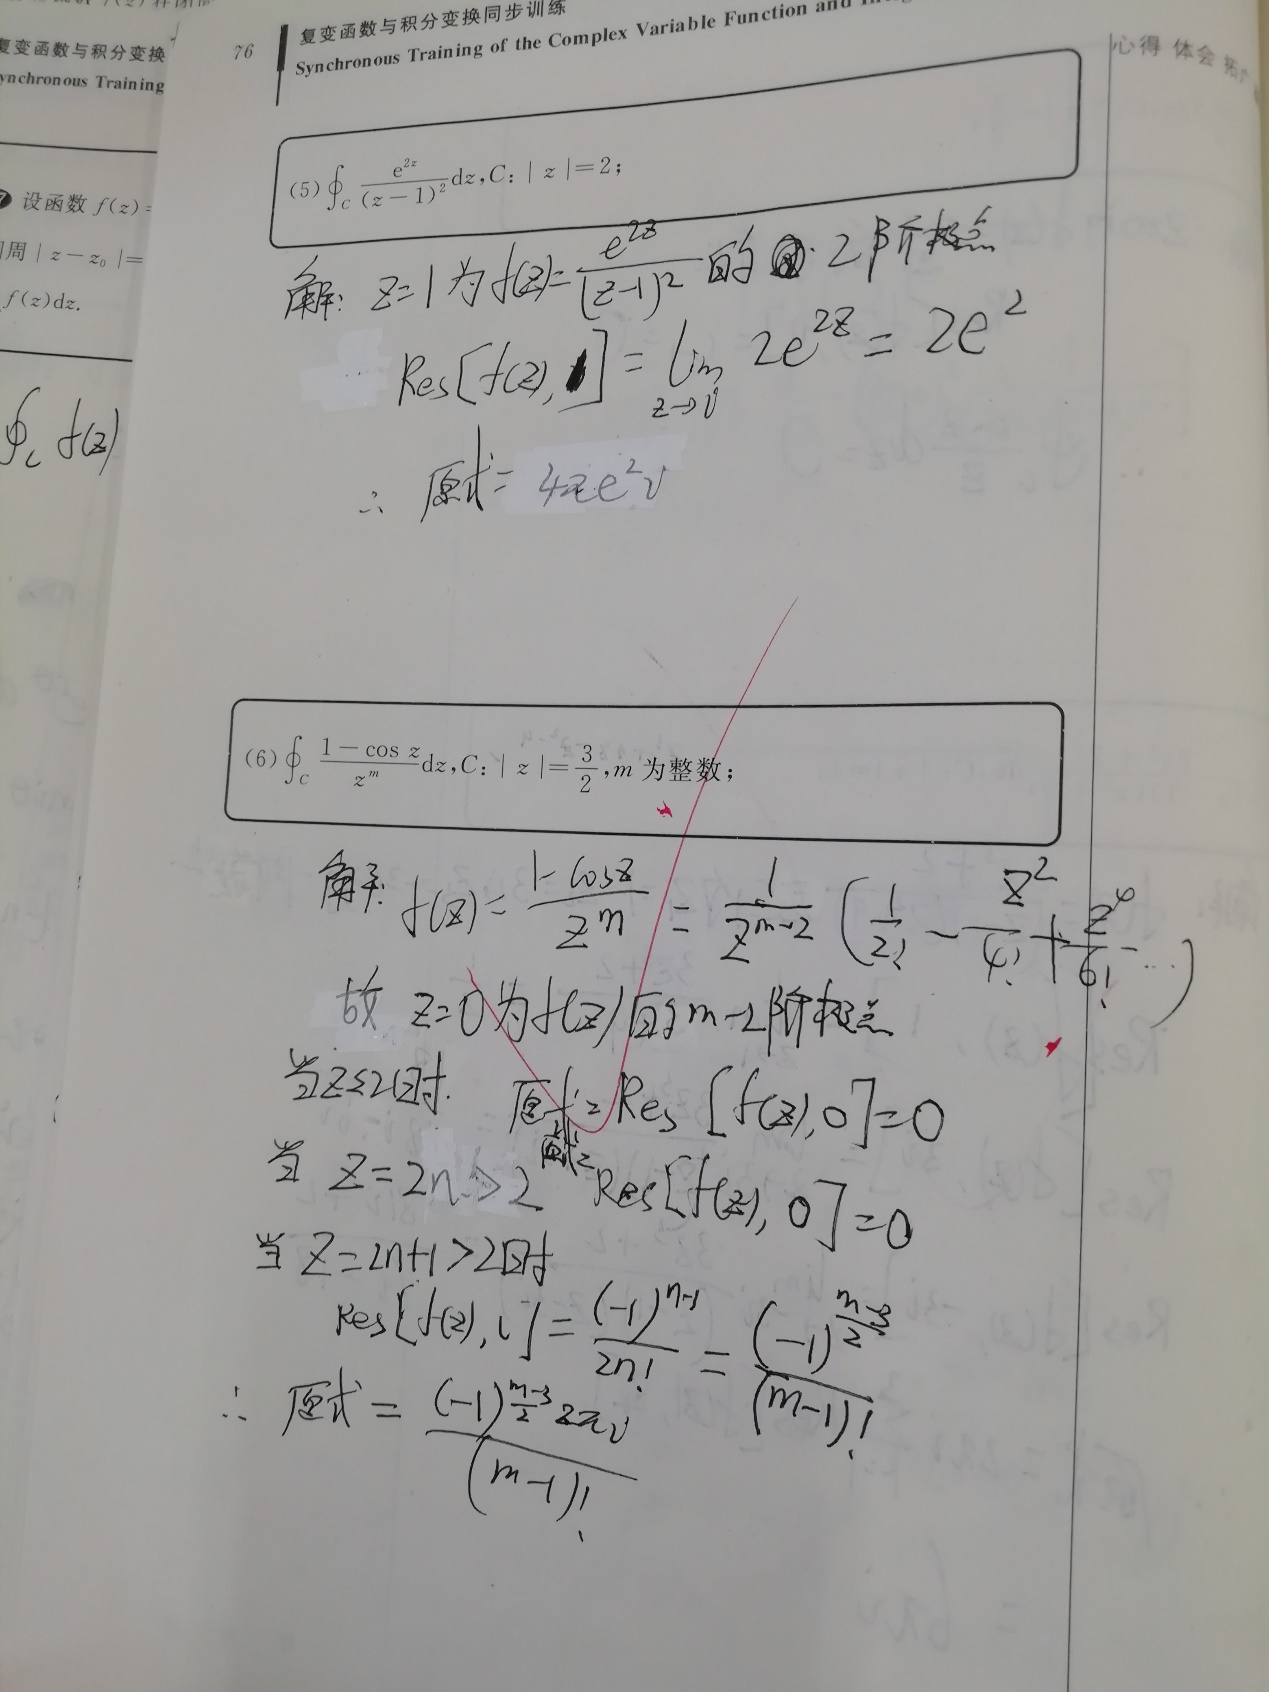 复变函数与积分变换
Synchronous Training
设函数 f(z)=
周 | z − z₀ |=
f(z)dz.
∮c f(z)
76
复变函数与积分变换同步训练
Synchronous Training of the Complex Variable Function and
心得 体会
(5) ∮_C e^{2z}/(z−1)^2 dz, C: | z |=2;
解: z=1为f(z)=e^{2z}/(z-1)^2 的 2阶极点
Res[f(z), 1] = lim_{z→1} 2e^{2z} = 2e^2
∴ 原式= 4πe^2 i
(6) ∮_C (1−cos z)/z^m dz, C: | z |=3/2, m 为整数;
解: f(z)=(1-cosz)/z^m = 1/z^{m-2} (1/2! - z^2/4! + z^4/6! - …)
故 z=0为f(z)的m-2阶极点
当z≤2时. 原式=Res [f(z), 0]=0
原式=
当 z=2n>2 Res[f(z), 0]=0
当 z=2n+1>2时
Res[f(z), i] = (-1)^{n-1}/2n! = (-1)^{(m-3)/2}/(m-1)!
∴ 原式 = (-1)^{(m-3)/2} 2πi/(m-1)!